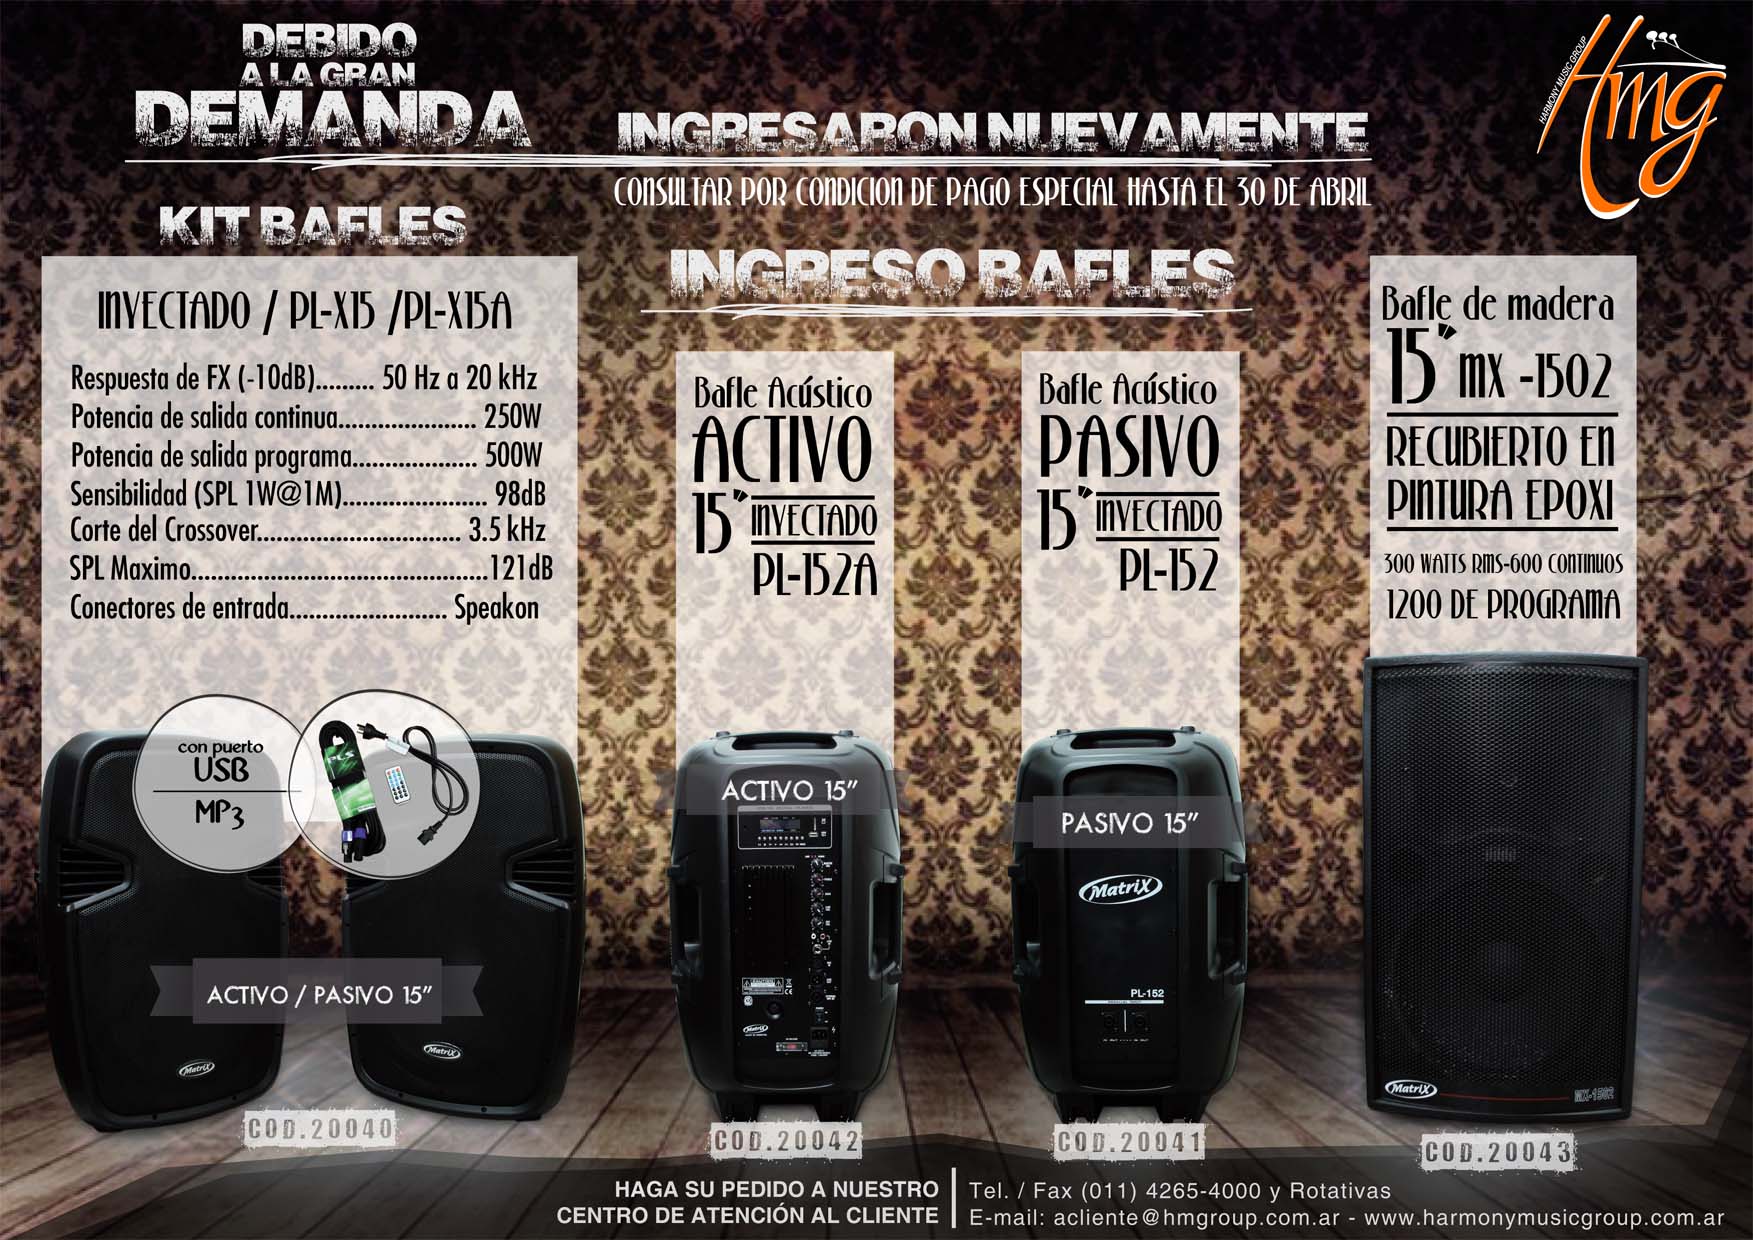 DEBIDO
A LA GRAN
DEMANDA
INGRESARON NUEVAMENTE
CONSULTAR POR CONDICION DE PAGO ESPECIAL HASTA EL 30 DE ABRIL
HARMONY MUSIC GROUP
Hmg
KIT BAFLES
INYECTADO / PL-X15 /PL-X15A
Respuesta de FX (-10dB)......... 50 Hz a 20 kHz
Potencia de salida continua..................... 250W
Potencia de salida programa................... 500W
Sensibilidad (SPL 1W@1M)...................... 98dB
Corte del Crossover............................... 3.5 kHz
SPL Maximo.............................................121dB
Conectores de entrada........................ Speakon
con puerto
USB
MP3
PLS
ACTIVO / PASIVO 15"
MatriX
MatriX
COD.20040
INGRESO BAFLES
Bafle Acústico
ACTIVO
15" INYECTADO
PL-152A
ACTIVO 15"
MatriX
COD.20042
Bafle Acústico
PASIVO
15" INYECTADO
PL-152
PASIVO 15"
MatriX
PL-152
COD.20041
Bafle de madera
15" MX -1502
RECUBIERTO EN
PINTURA EPOXI
300 WATTS RMS-600 CONTINUOS
1200 DE PROGRAMA
MatriX
MX-1502
COD.20043
HAGA SU PEDIDO A NUESTRO
CENTRO DE ATENCIÓN AL CLIENTE
Tel. / Fax (011) 4265-4000 y Rotativas
E-mail: acliente@hmgroup.com.ar - www.harmonymusicgroup.com.ar